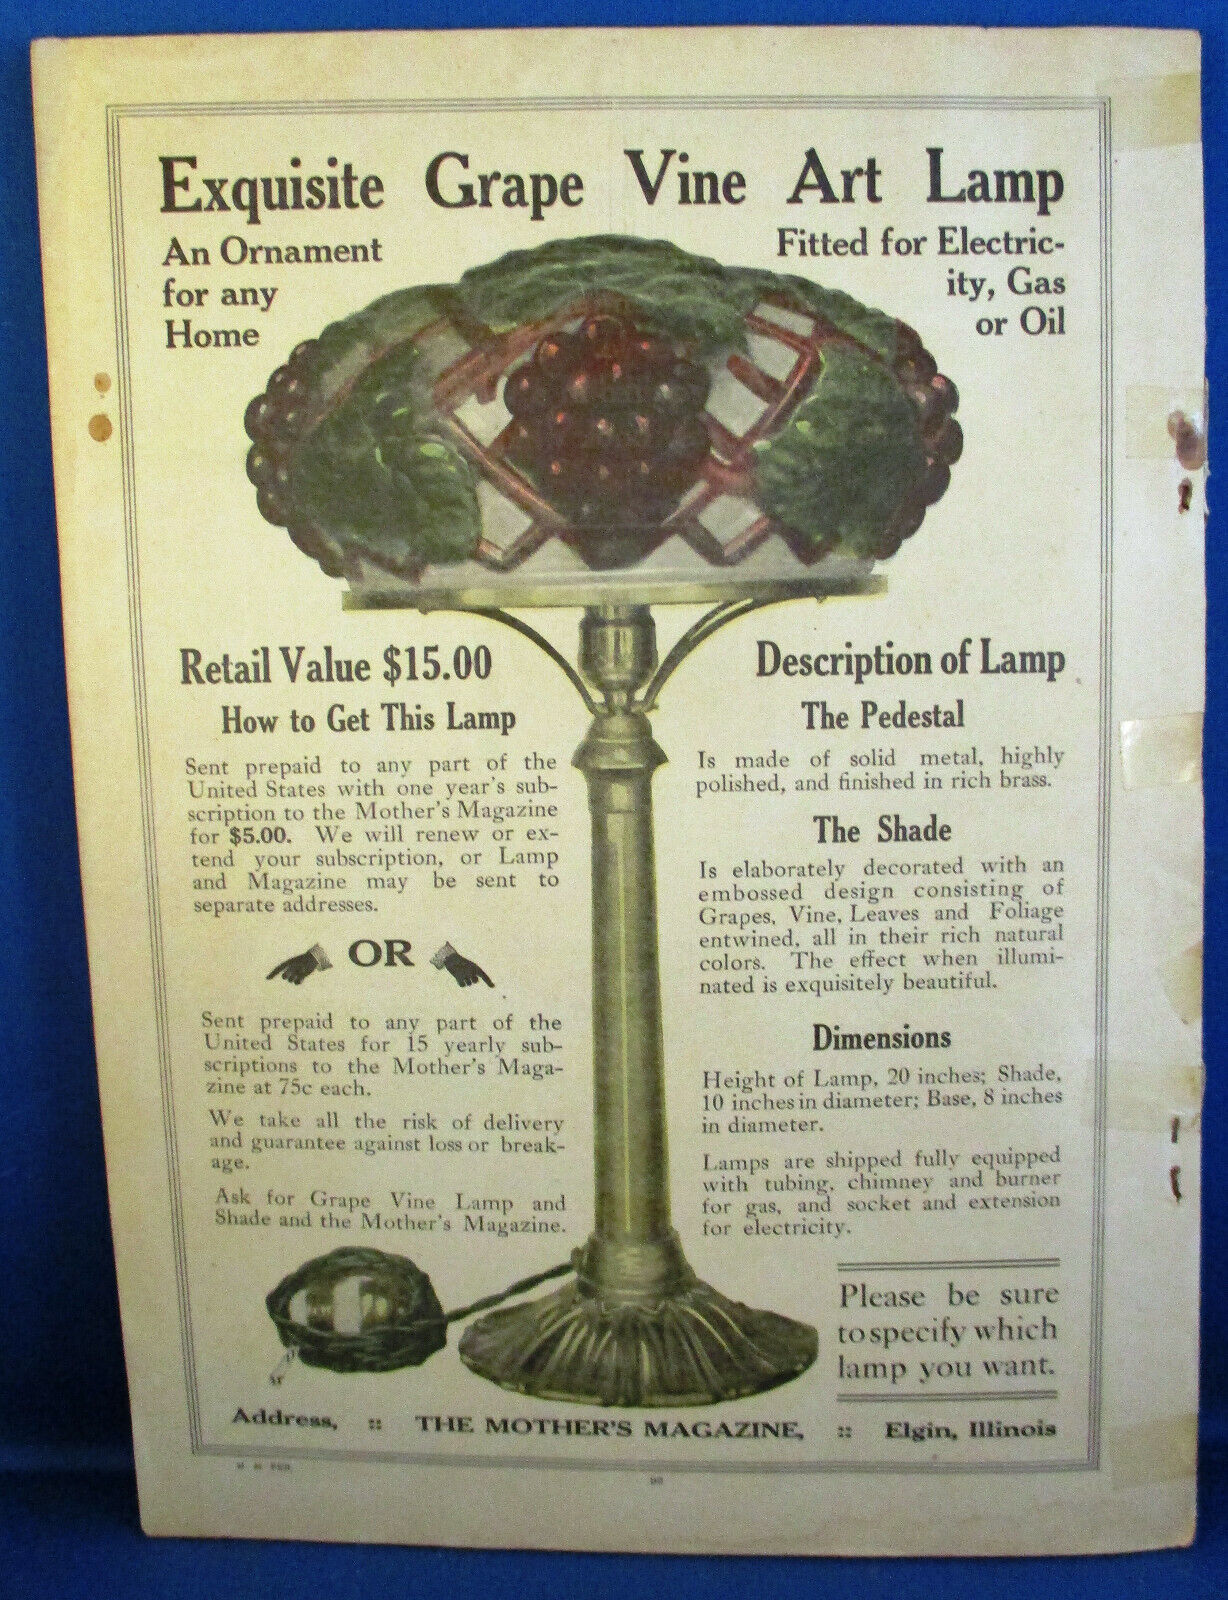 Exquisite Grape Vine Art Lamp
An Ornament
for any
Home
Fitted for Electric-
ity, Gas
or Oil
Retail Value $15.00
How to Get This Lamp
Sent prepaid to any part of the
United States with one year's sub-
scription to the Mother's Magazine
for $5.00. We will renew or ex-
tend your subscription, or Lamp
and Magazine may be sent to
separate addresses.
OR
Sent prepaid to any part of the
United States for 15 yearly sub-
scriptions to the Mother's Maga-
zine at 75c each.
We take all the risk of delivery
and guarantee against loss or break-
age.
Ask for Grape Vine Lamp and
Shade and the Mother's Magazine.
Description of Lamp
The Pedestal
Is made of solid metal, highly
polished, and finished in rich brass.
The Shade
Is elaborately decorated with an
embossed design consisting of
Grapes, Vine, Leaves and Foliage
entwined, all in their rich natural
colors. The effect when illumi-
nated is exquisitely beautiful.
Dimensions
Height of Lamp, 20 inches; Shade,
10 inches in diameter; Base, 8 inches
in diameter.
Lamps are shipped fully equipped
with tubing, chimney and burner
for gas, and socket and extension
for electricity.
Please be sure
to specify which
lamp you want.
Address, :: THE MOTHER'S MAGAZINE, :: Elgin, Illinois